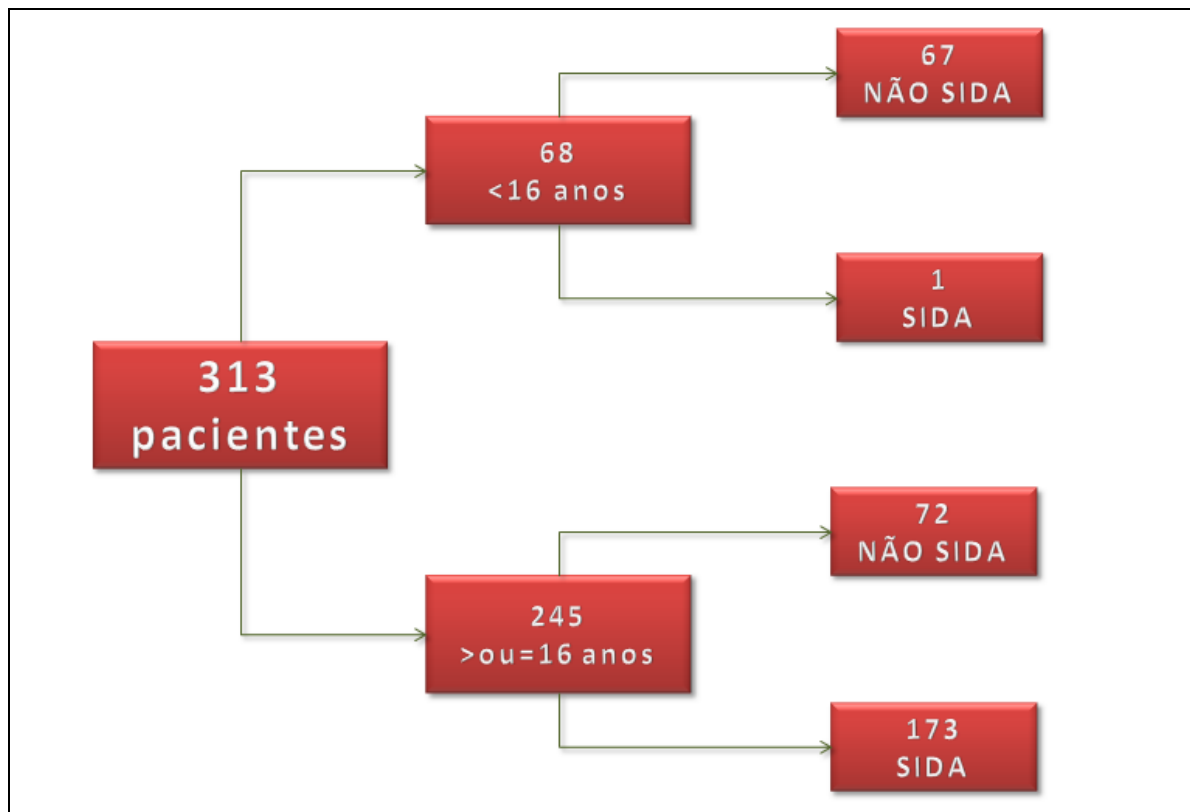 67
NÃO SIDA
68
<16 anos
1
SIDA
313
pacientes
72
NÃO SIDA
245
>ou=16 anos
173
SIDA